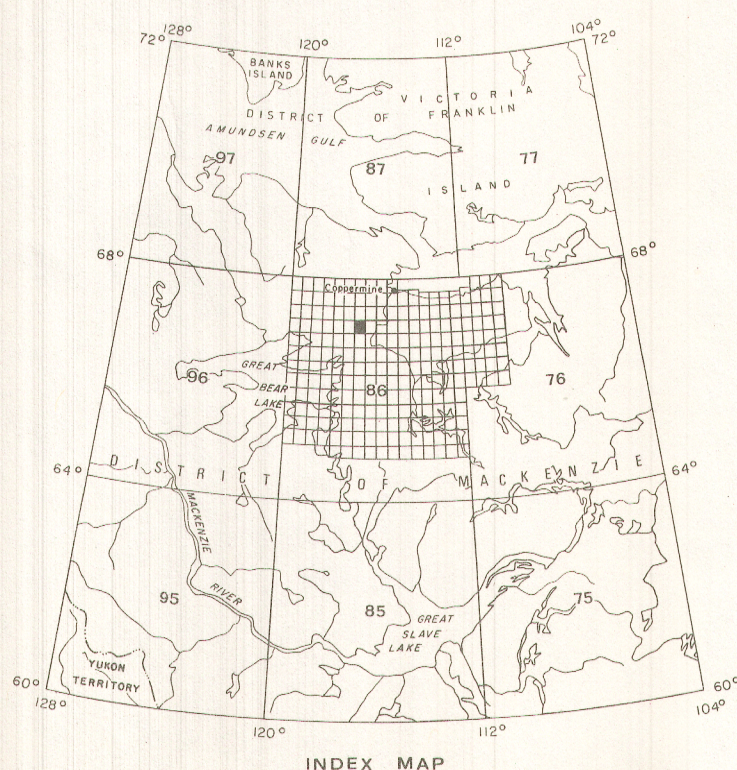 128°
72°
120°
112°
104°
72°
BANKS
ISLAND
VICTORIA
DISTRICT OF FRANKLIN
AMUNDSEN GULF
97
87
77
ISLAND
68°
68°
Coppermine
GREAT
BEAR
LAKE
96
86
76
DISTRICT OF MACKENZIE
64°
64°
MACKENZIE
RIVER
95
85
75
GREAT
SLAVE
LAKE
YUKON
TERRITORY
60°
128°
60°
104°
120°
112°
INDEX MAP